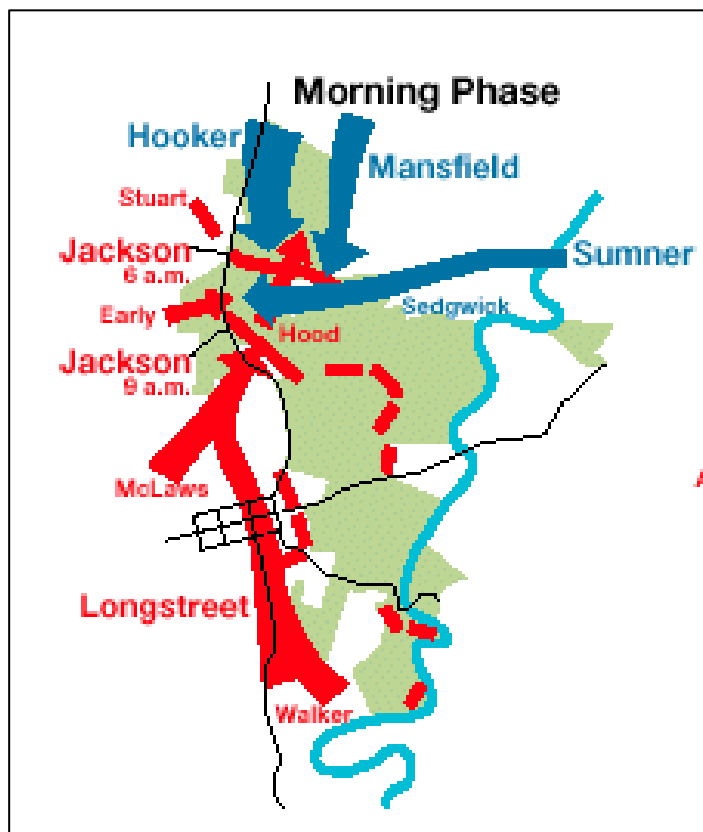 Morning Phase
Hooker
Mansfield
Stuart
Jackson
6 a.m.
Sumner
Sedgwick
Early
Hood
Jackson
9 a.m.
McLaws
Longstreet
Walker
A